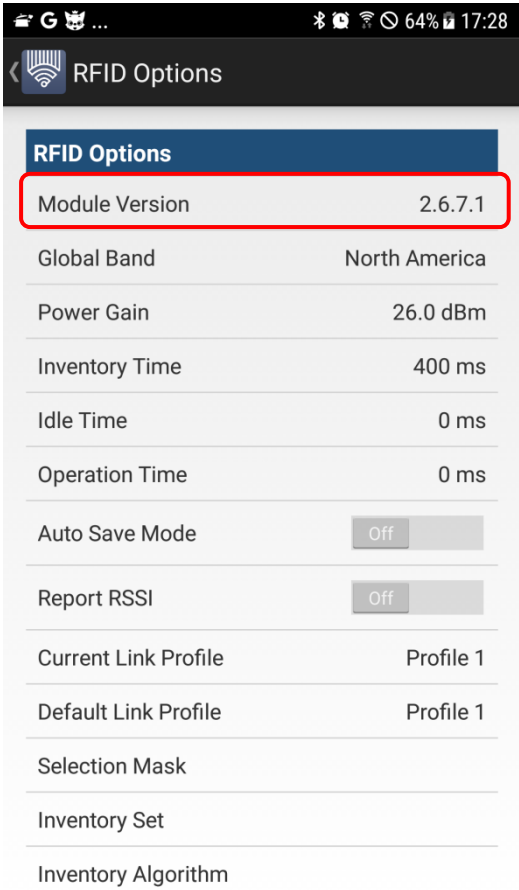 G ... 64% 17:28
RFID Options
RFID Options
Module Version 2.6.7.1
Global Band North America
Power Gain 26.0 dBm
Inventory Time 400 ms
Idle Time 0 ms
Operation Time 0 ms
Auto Save Mode Off
Report RSSI Off
Current Link Profile Profile 1
Default Link Profile Profile 1
Selection Mask
Inventory Set
Inventory Algorithm